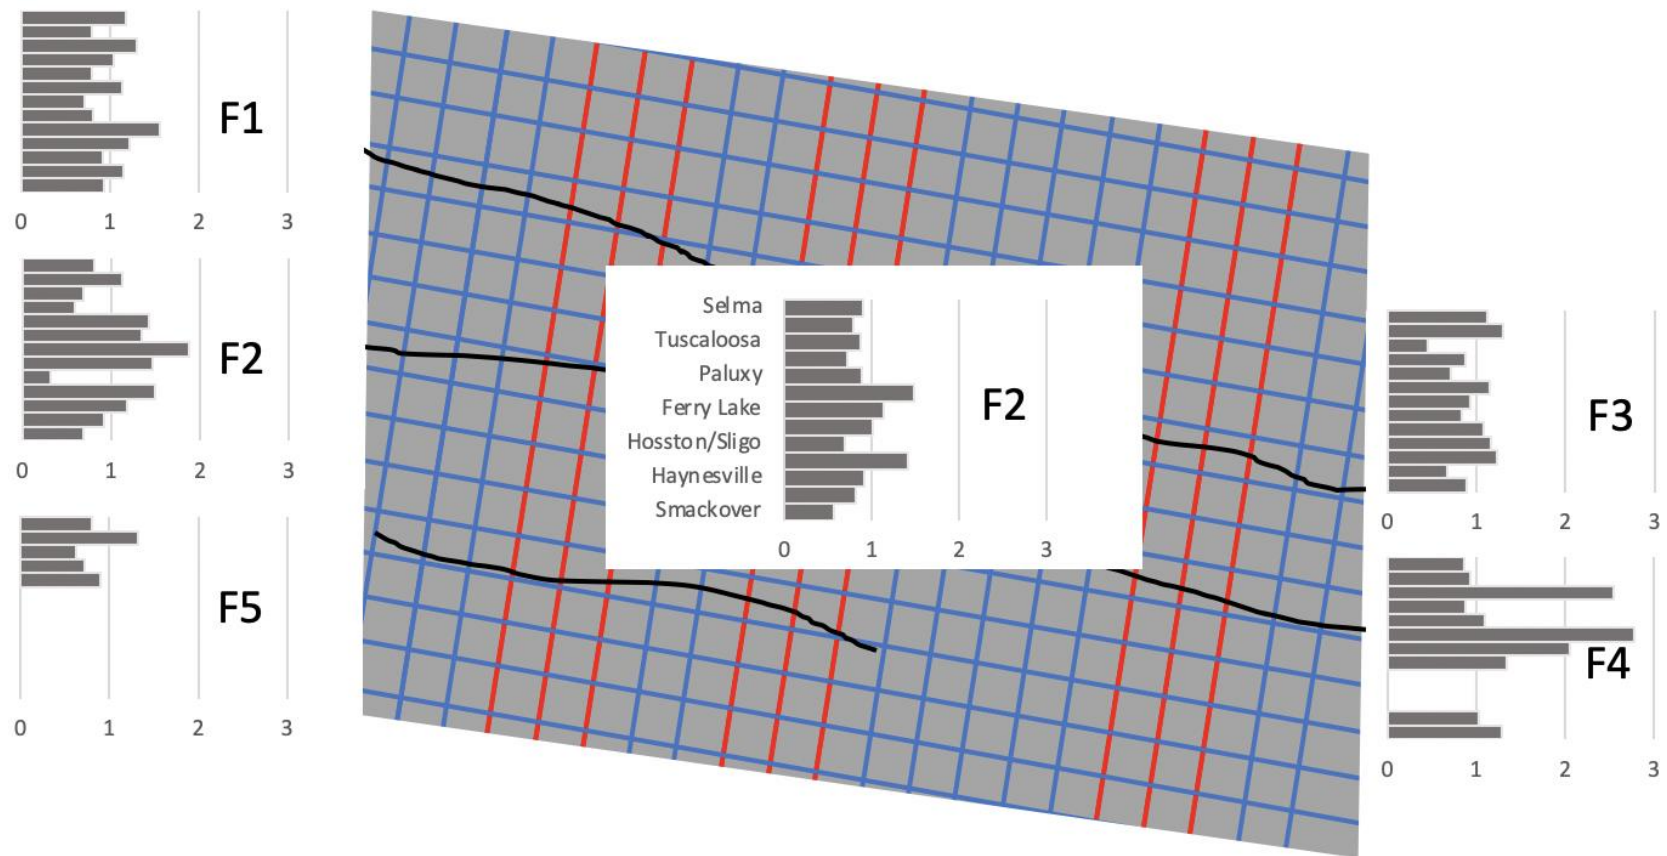 F1
0 1 2 3
F2
0 1 2 3
F5
0 1 2 3
Selma
Tuscaloosa
Paluxy
Ferry Lake
Hosston/Sligo
Haynesville
Smackover
F2
0 1 2 3
F3
0 1 2 3
F4
0 1 2 3